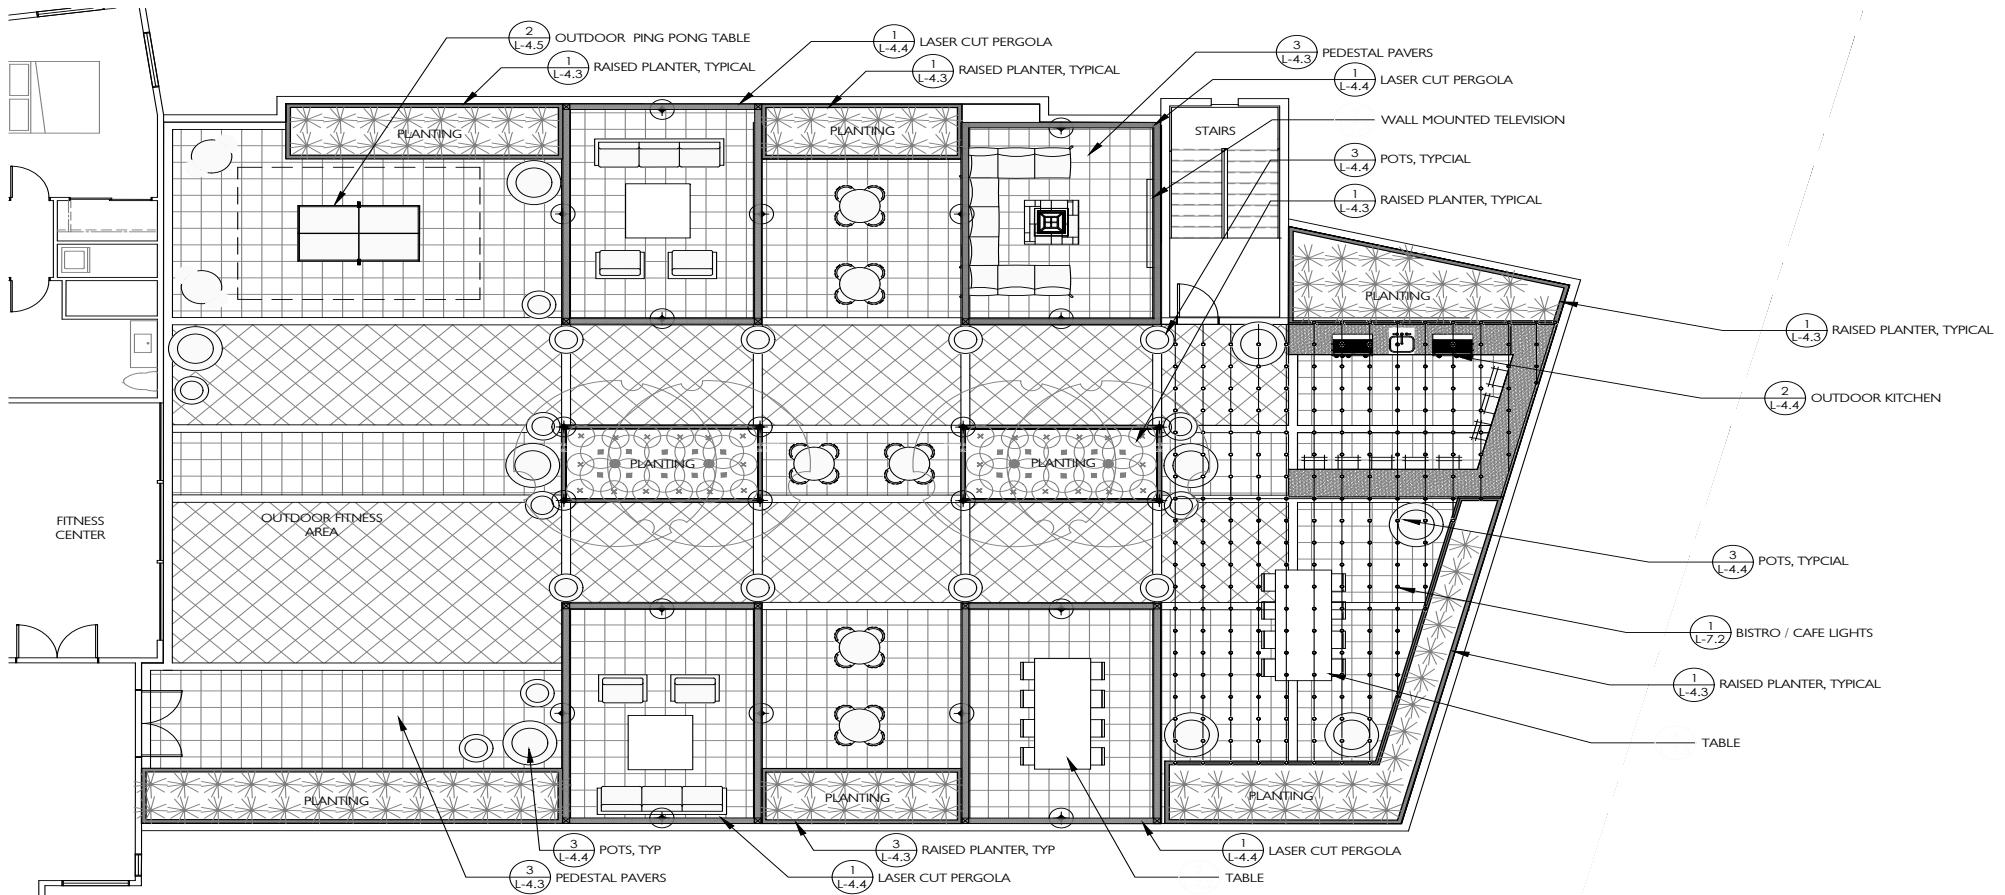 2
L-4.5
OUTDOOR PING PONG TABLE
1
L-4.3
RAISED PLANTER, TYPICAL
1
L-4.4
LASER CUT PERGOLA
1
L-4.3
RAISED PLANTER, TYPICAL
3
L-4.3
PEDESTAL PAVERS
1
L-4.4
LASER CUT PERGOLA
WALL MOUNTED TELEVISION
3
L-4.4
POTS, TYPCIAL
1
L-4.3
RAISED PLANTER, TYPICAL
PLANTING
PLANTING
STAIRS
PLANTING
1
L-4.3
RAISED PLANTER, TYPICAL
2
L-4.4
OUTDOOR KITCHEN
PLANTING
PLANTING
FITNESS
CENTER
OUTDOOR FITNESS
AREA
3
L-4.4
POTS, TYPCIAL
1
L-7.2
BISTRO / CAFE LIGHTS
1
L-4.3
RAISED PLANTER, TYPICAL
TABLE
PLANTING
PLANTING
PLANTING
3
L-4.4
POTS, TYP
3
L-4.3
PEDESTAL PAVERS
3
L-4.3
RAISED PLANTER, TYP
1
L-4.4
LASER CUT PERGOLA
1
L-4.4
LASER CUT PERGOLA
TABLE